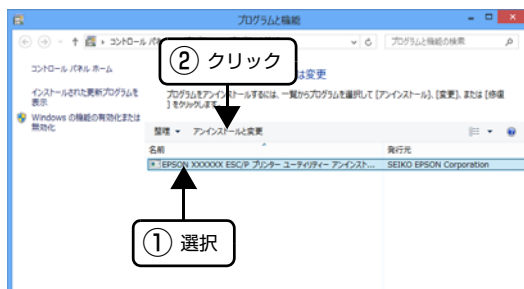 プログラムと機能
コントロール パネル
プログラムと機能の検索
② クリック
コントロール パネル ホーム
は変更
インストールされた更新プログラムを
表示
プログラムをアンインストールするには、一覧からプログラムを選択して [アンインストール]、[変更]、または [修復
] をクリックします。
Windows の機能の有効化または
無効化
整理 ▼ アンインストールと変更
名前
発行元
EPSON XXXXXX ESC/P プリンター ユーティリティー アンインスト...
SEIKO EPSON Corporation
① 選択